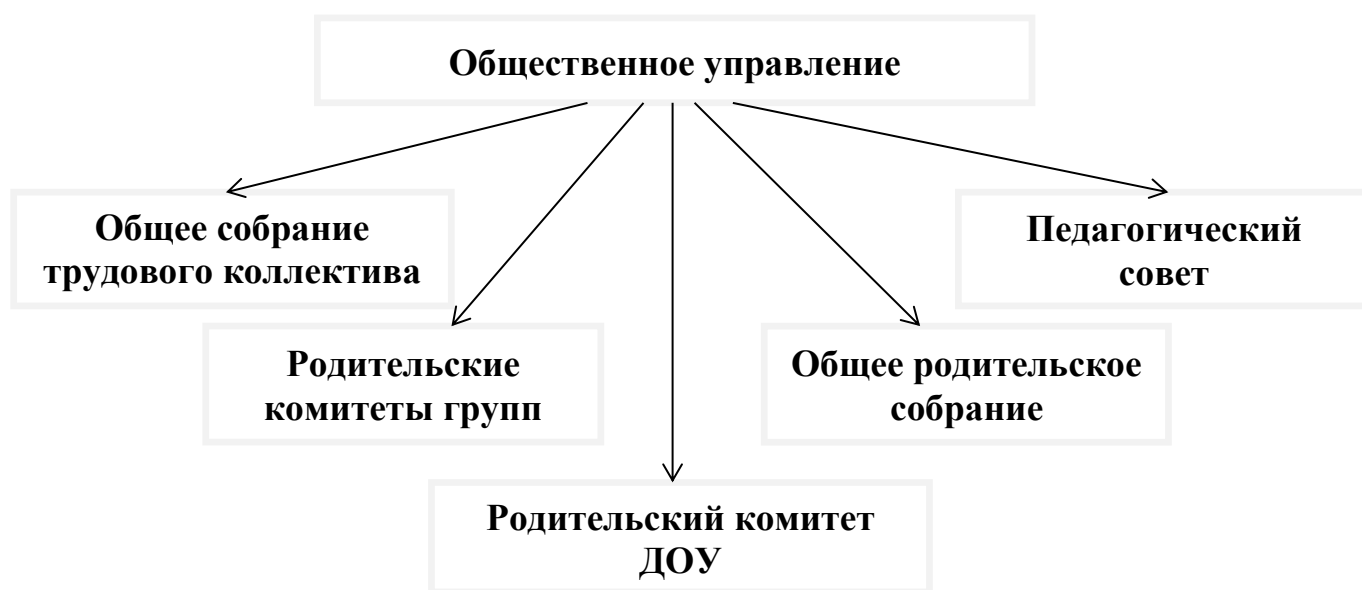 Общественное управление
Общее собрание
трудового коллектива
Педагогический
совет
Родительские
комитеты групп
Общее родительское
собрание
Родительский комитет
ДОУ